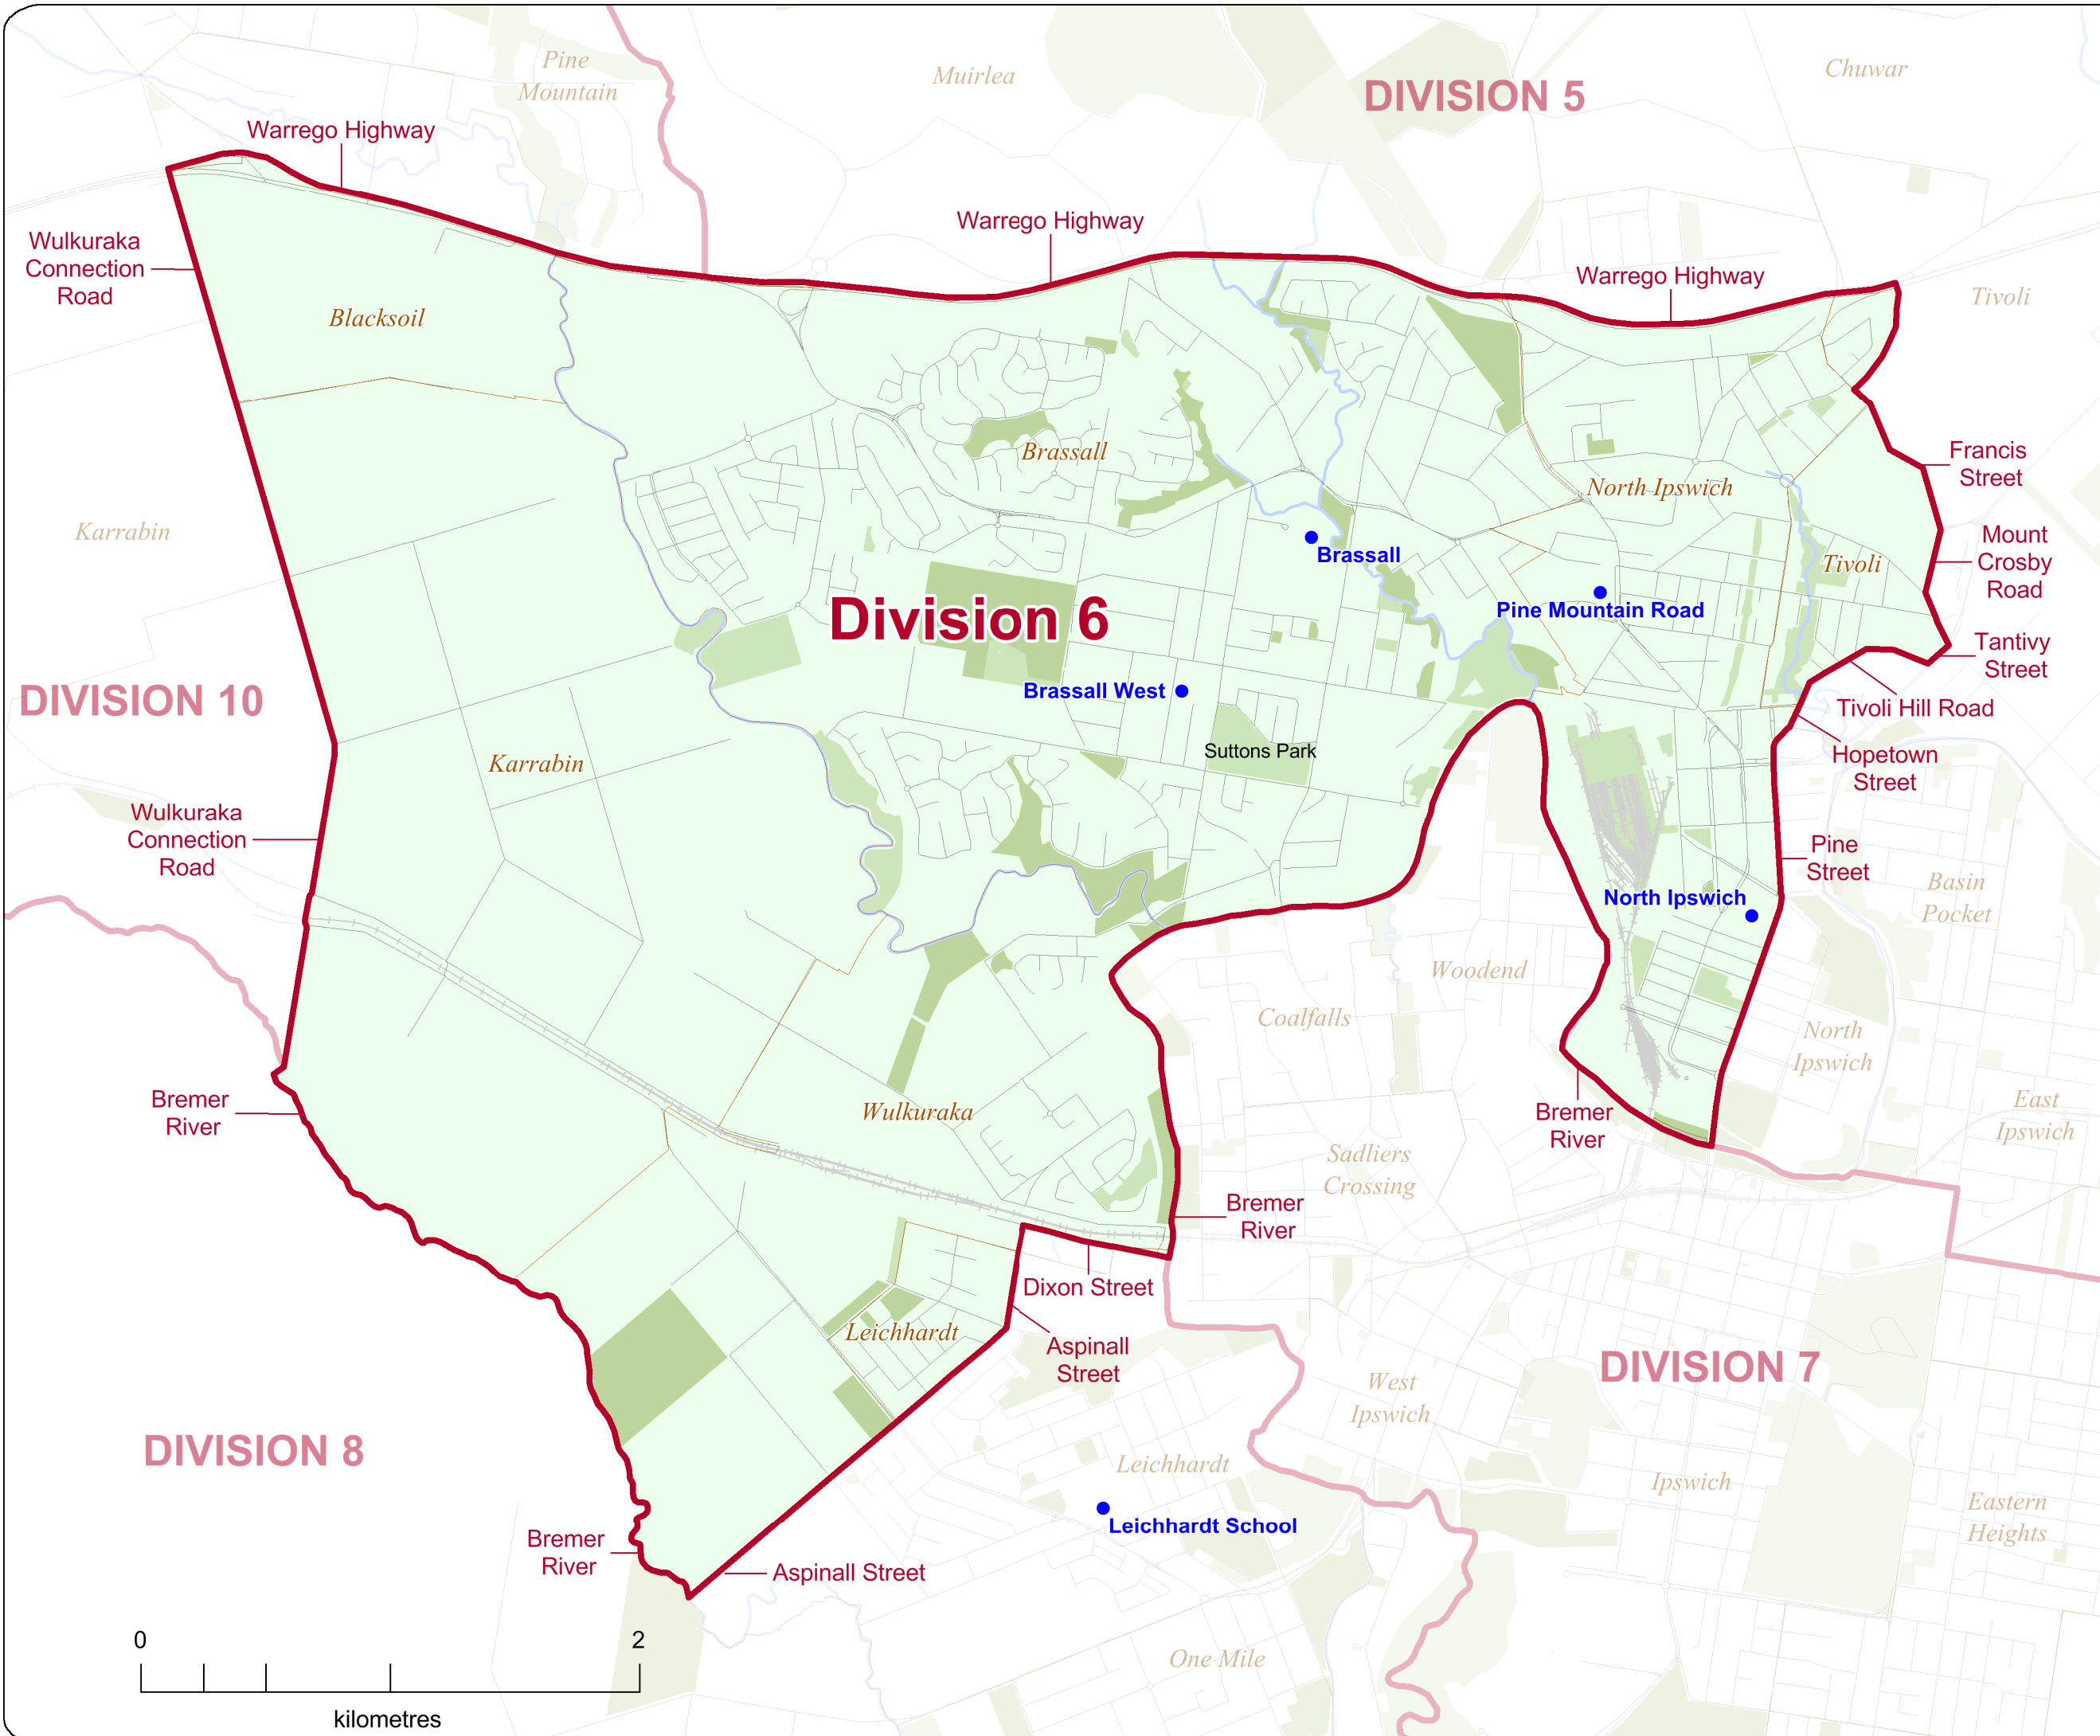 Pine
Mountain
Muirlea
DIVISION 5
Chuwar
Warrego Highway
Warrego Highway
Warrego Highway
Wulkuraka
Connection
Road
Blacksoil
Tivoli
Brassall
North Ipswich
Francis
Street
Karrabin
Brassall
Mount
Crosby
Road
Tivoli
Division 6
Pine Mountain Road
Tantivy
Street
DIVISION 10
Brassall West
Tivoli Hill Road
Suttons Park
Karrabin
Hopetown
Street
Wulkuraka
Connection
Road
Pine
Street
North Ipswich
Basin
Pocket
Woodend
Coalfalls
North
Ipswich
Bremer
River
Wulkuraka
Bremer
River
East
Ipswich
Sadliers
Crossing
Bremer
River
Dixon Street
Leichhardt
Aspinall
Street
DIVISION 7
West
Ipswich
DIVISION 8
Leichhardt
Ipswich
Leichhardt School
Eastern
Heights
Bremer
River
Aspinall Street
0 2
kilometres
One Mile